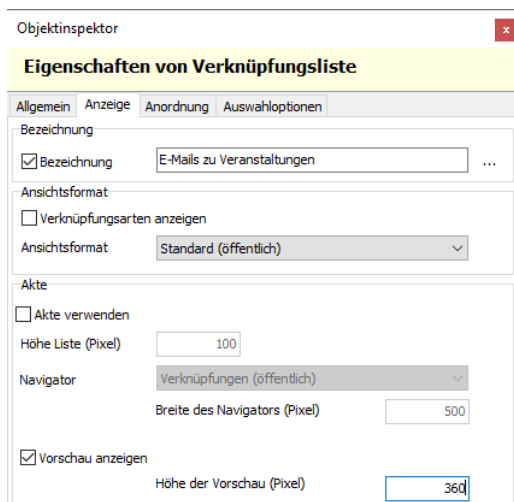 Objektinspektor x
Eigenschaften von Verknüpfungsliste
Allgemein Anzeige Anordnung Auswahloptionen
Bezeichnung
Bezeichnung E-Mails zu Veranstaltungen ...
Ansichtsformat
Verknüpfungsarten anzeigen
Ansichtsformat Standard (öffentlich)
Akte
Akte verwenden
Höhe Liste (Pixel) 100
Navigator Verknüpfungen (öffentlich)
Breite des Navigators (Pixel) 500
Vorschau anzeigen
Höhe der Vorschau (Pixel) 360